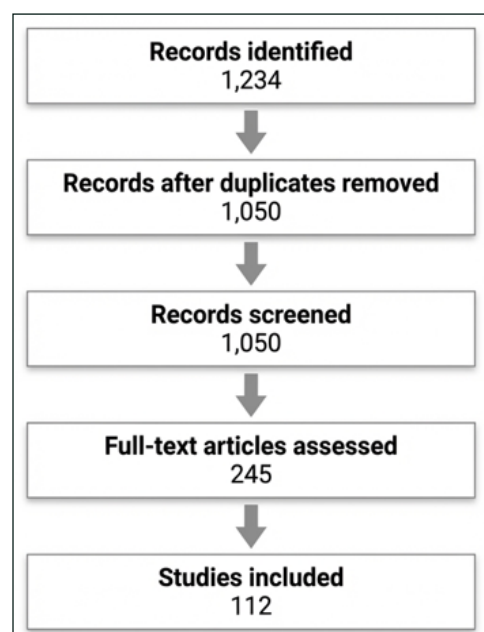 Records identified
1,234
Records after duplicates removed
1,050
Records screened
1,050
Full-text articles assessed
245
Studies included
112